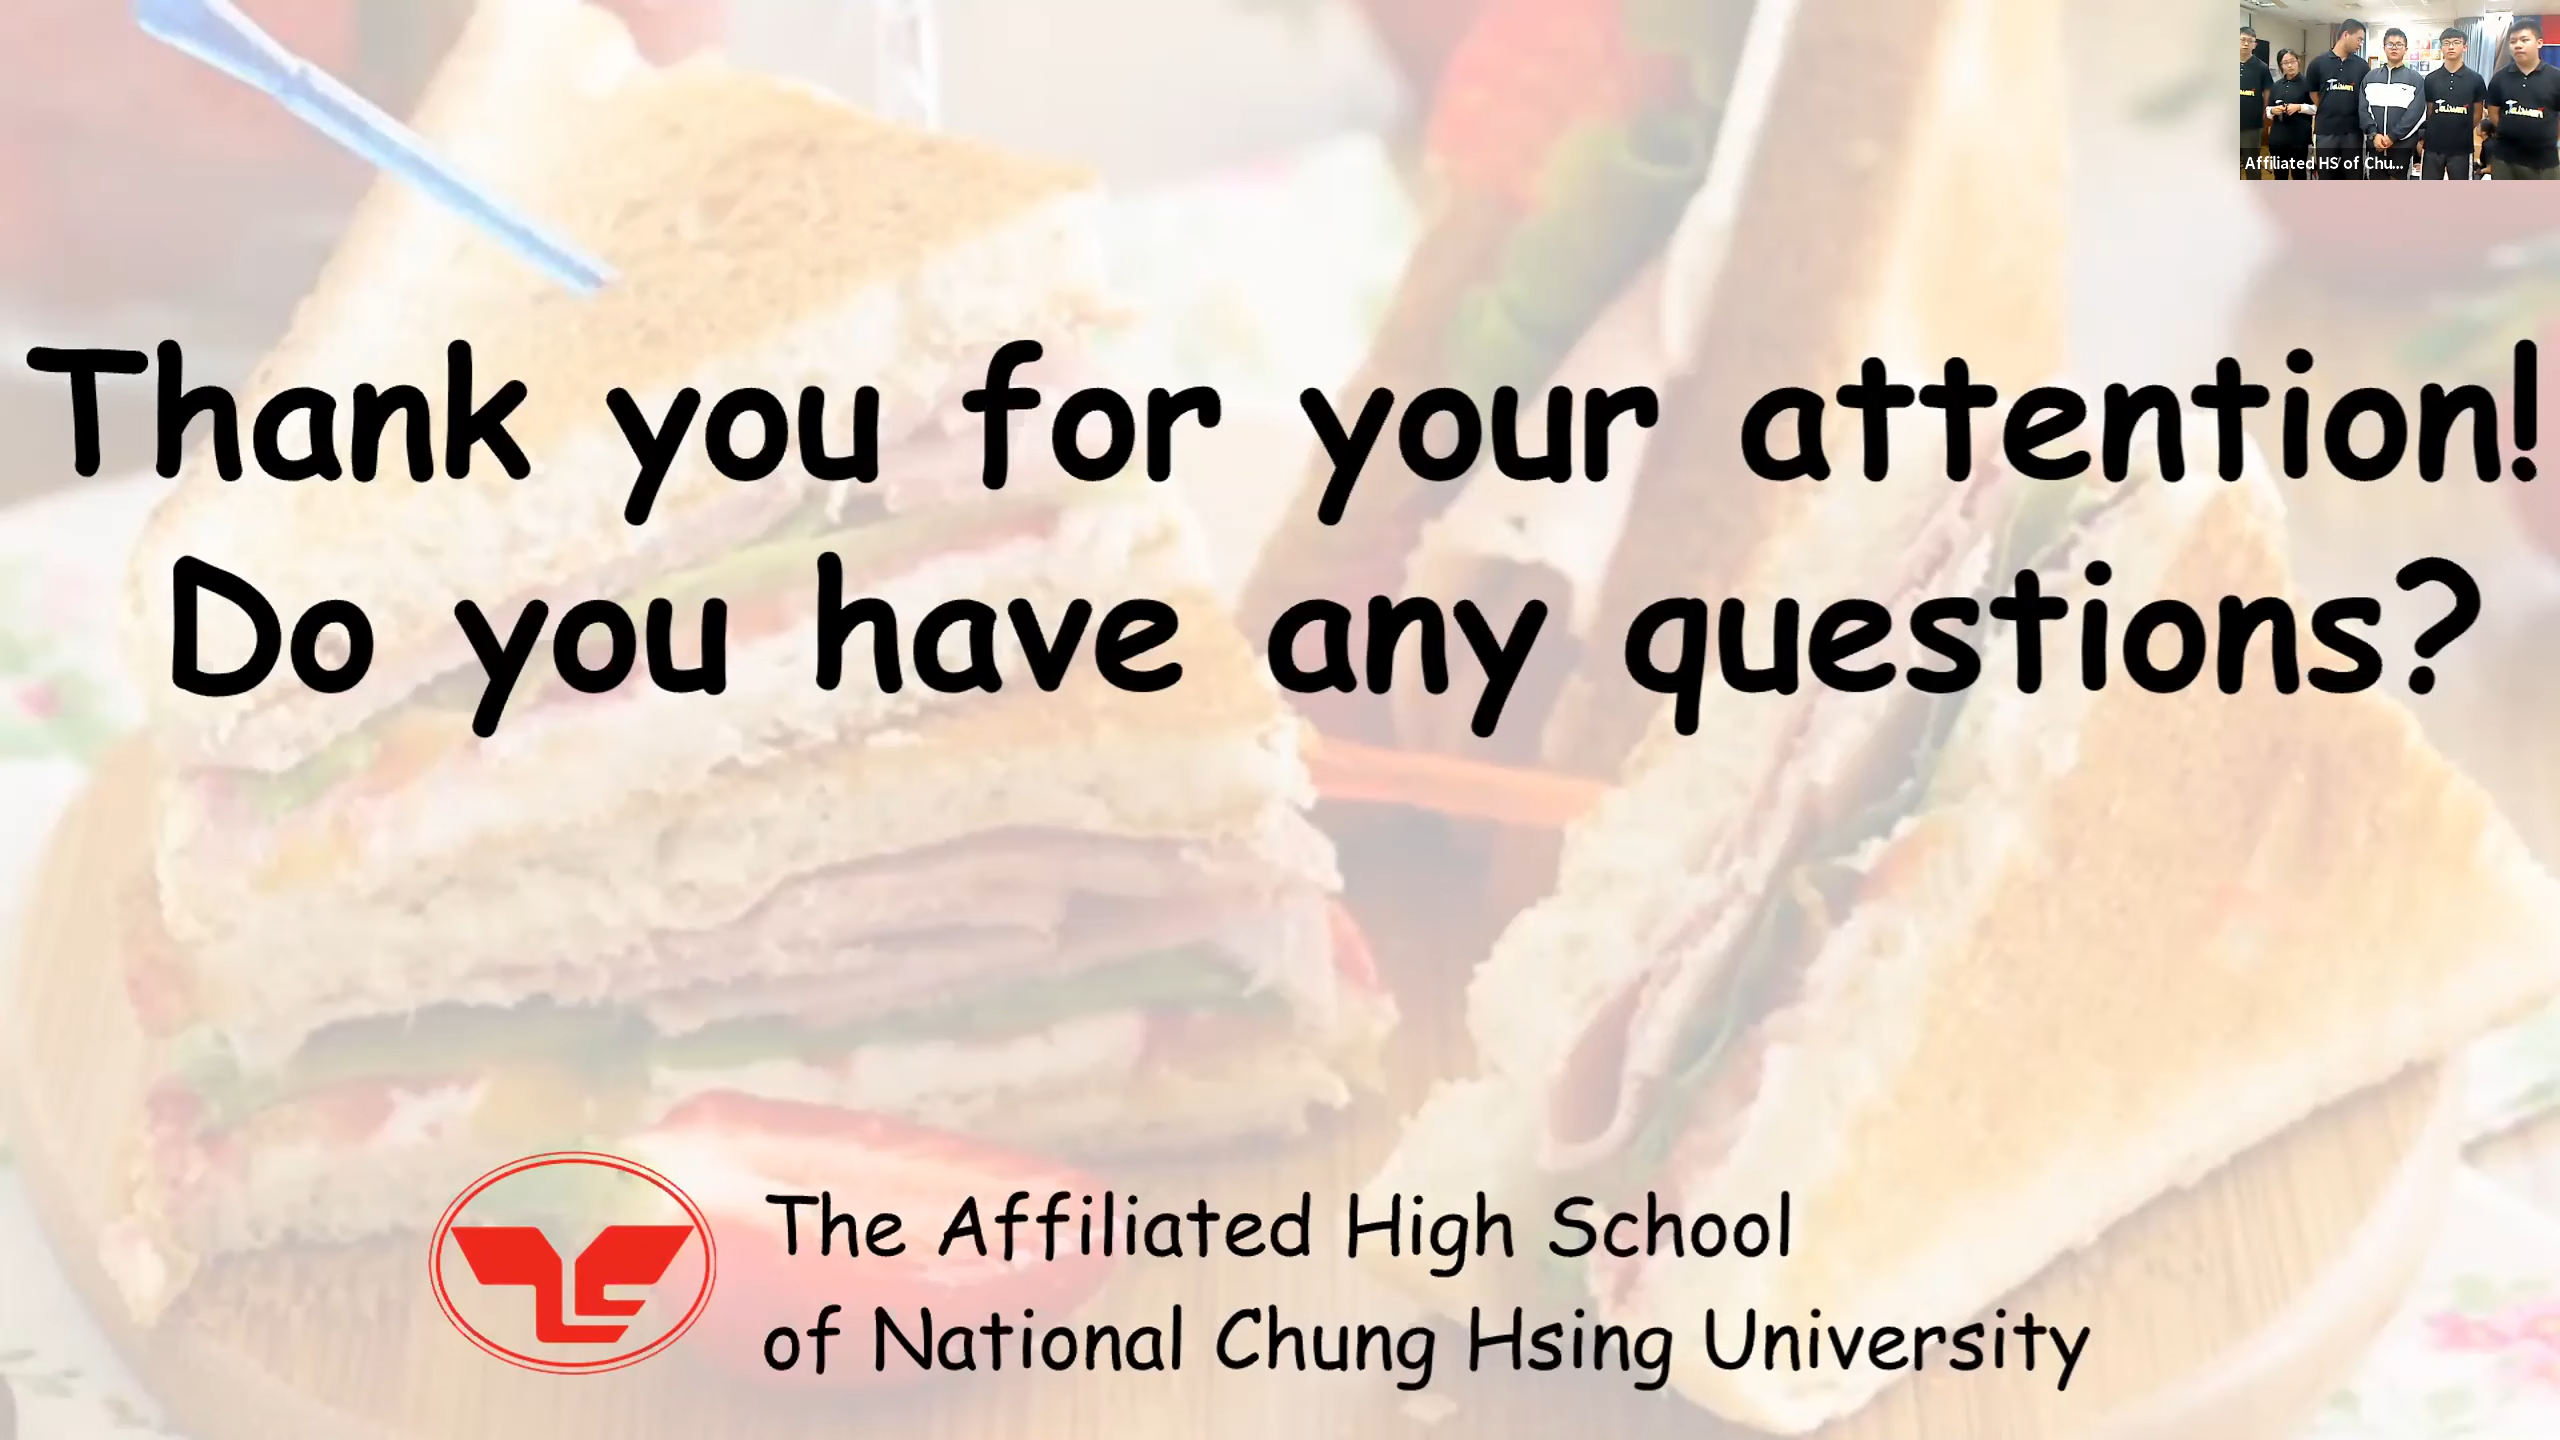 Affiliated HS of Chu...
Thank you for your attention!
Do you have any questions?
The Affiliated High School
of National Chung Hsing University